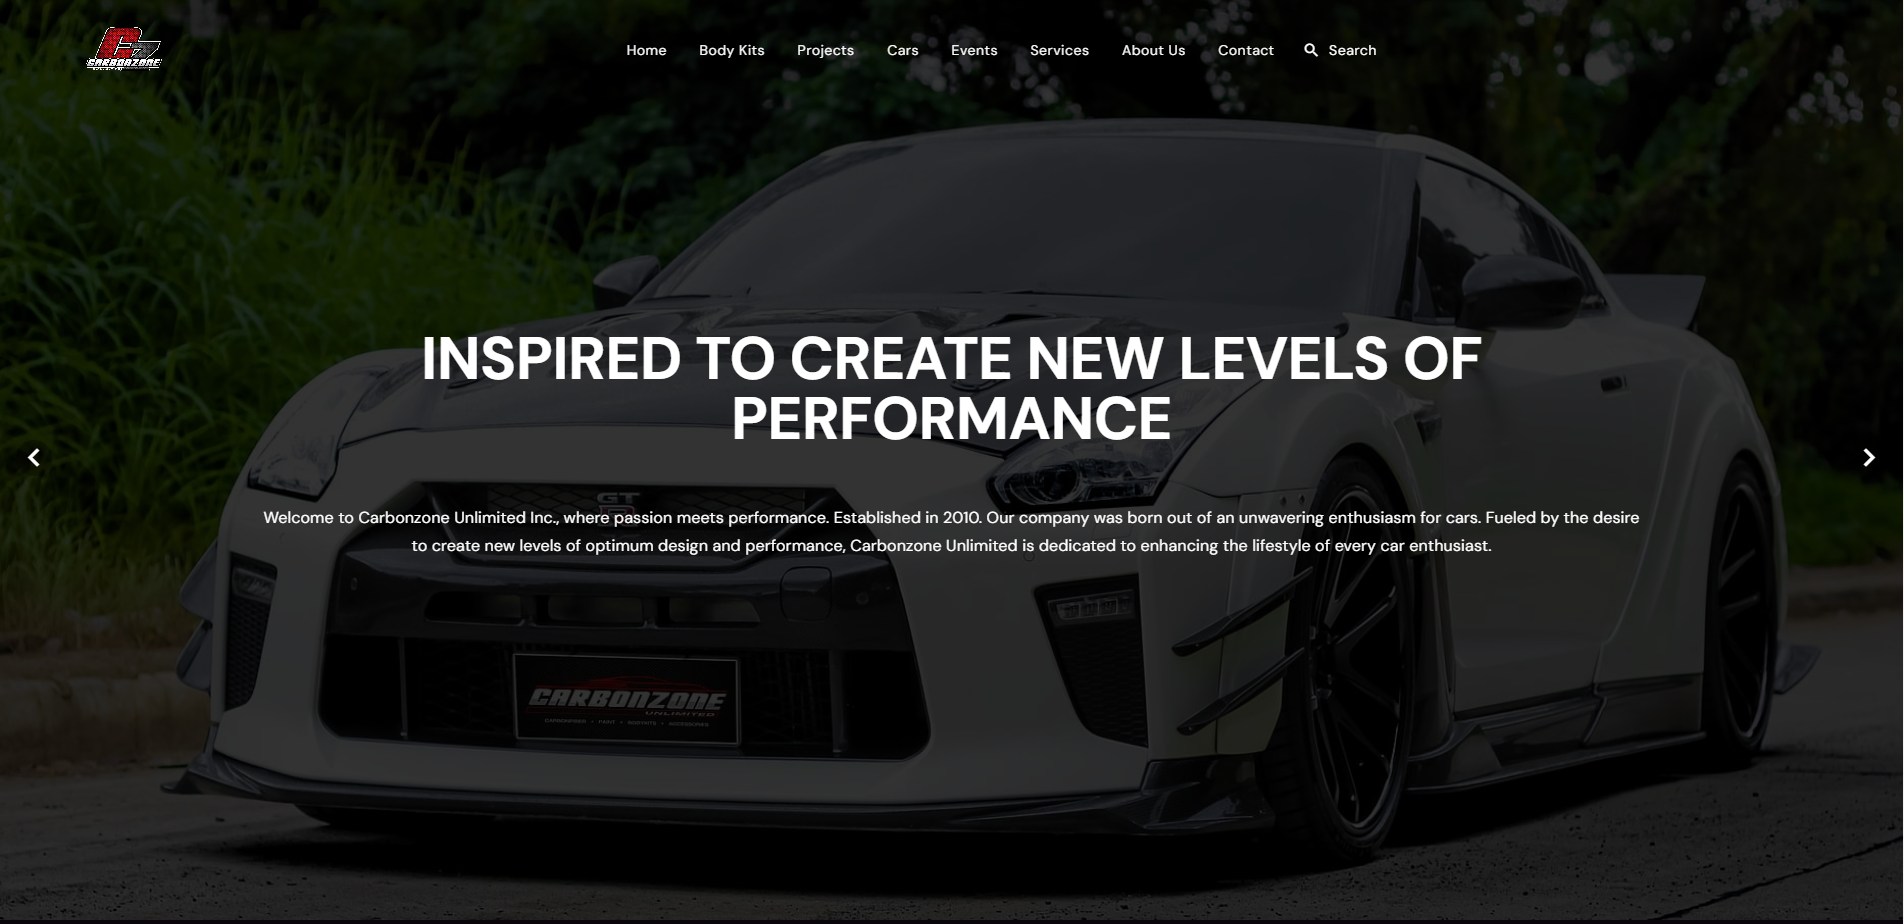 CARBONZONE
Home
Body Kits
Projects
Cars
Events
Services
About Us
Contact
Search
INSPIRED TO CREATE NEW LEVELS OF
PERFORMANCE
GT
R
Welcome to Carbonzone Unlimited Inc., where passion meets performance. Established in 2010. Our company was born out of an unwavering enthusiasm for cars. Fueled by the desire
to create new levels of optimum design and performance, Carbonzone Unlimited is dedicated to enhancing the lifestyle of every car enthusiast.
CARBONZONE
UNLIMITED